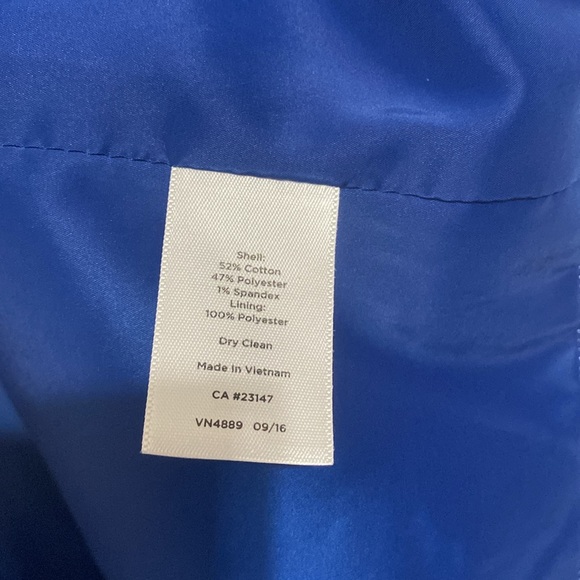 Shell:
52% Cotton
47% Polyester
1% Spandex
Lining:
100% Polyester
Dry Clean
Made In Vietnam
CA #23147
VN4889 09/16